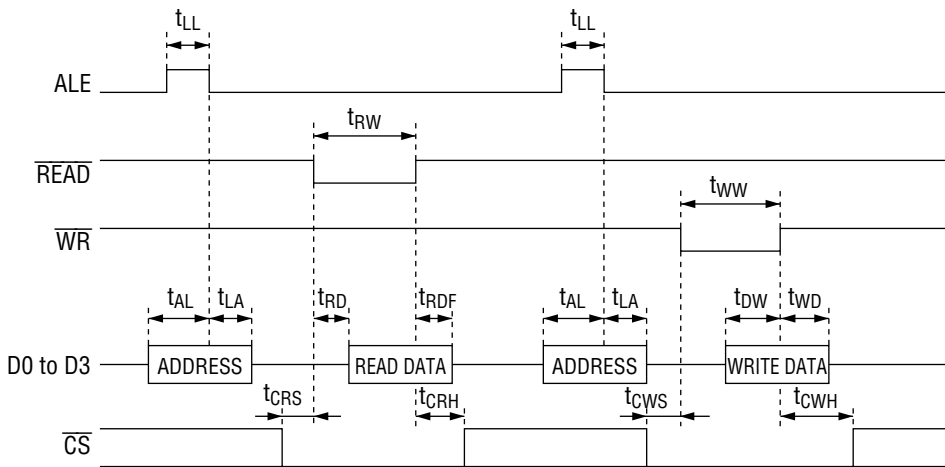 tLL tLL
ALE
tRW
READ
tWW
WR
tAL tLA tRD tRDF tAL tLA tDW tWD
D0 to D3 ADDRESS READ DATA ADDRESS WRITE DATA
tCRS tCRH tCWS tCWH
CS